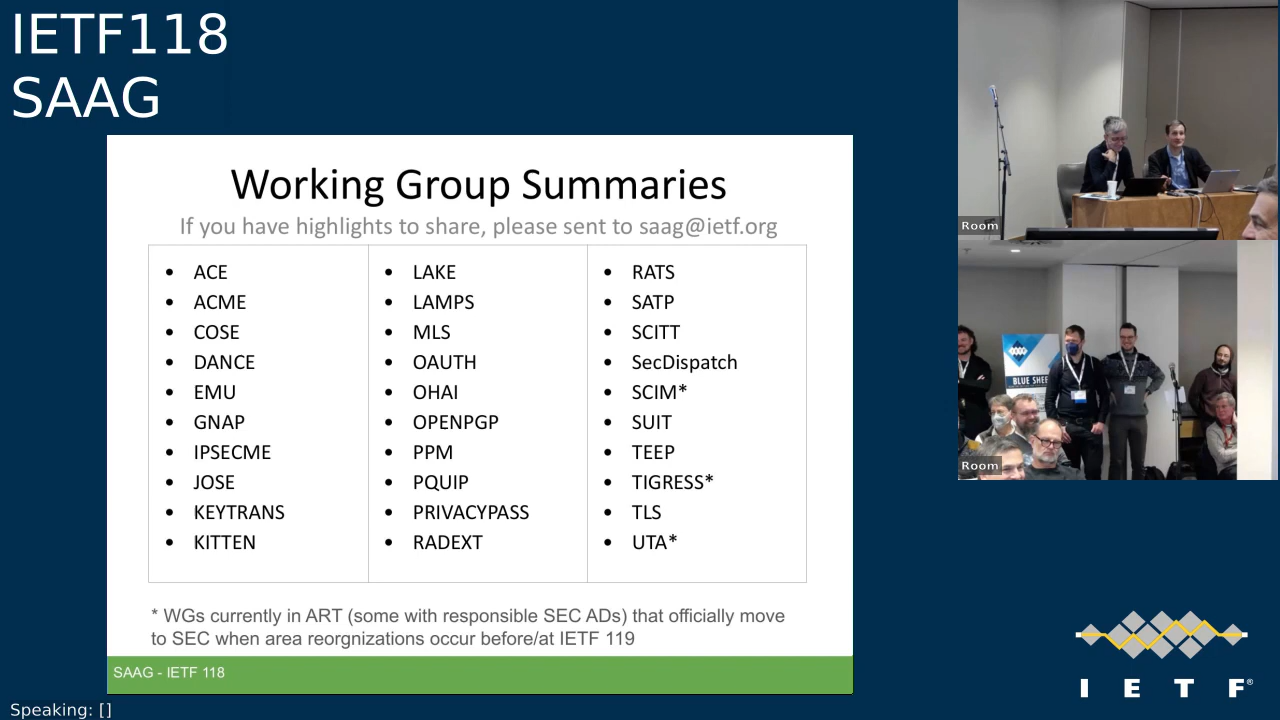 IETF118
SAAG
Working Group Summaries
If you have highlights to share, please sent to saag@ietf.org
• ACE
• ACME
• COSE
• DANCE
• EMU
• GNAP
• IPSECME
• JOSE
• KEYTRANS
• KITTEN
• LAKE
• LAMPS
• MLS
• OAUTH
• OHAI
• OPENPGP
• PPM
• PQUIP
• PRIVACYPASS
• RADEXT
• RATS
• SATP
• SCITT
• SecDispatch
• SCIM*
• SUIT
• TEEP
• TIGRESS*
• TLS
• UTA*
* WGs currently in ART (some with responsible SEC ADs) that officially move
to SEC when area reorgnizations occur before/at IETF 119
SAAG - IETF 118
Speaking: []
Room
BLUE
Room
I E T F®